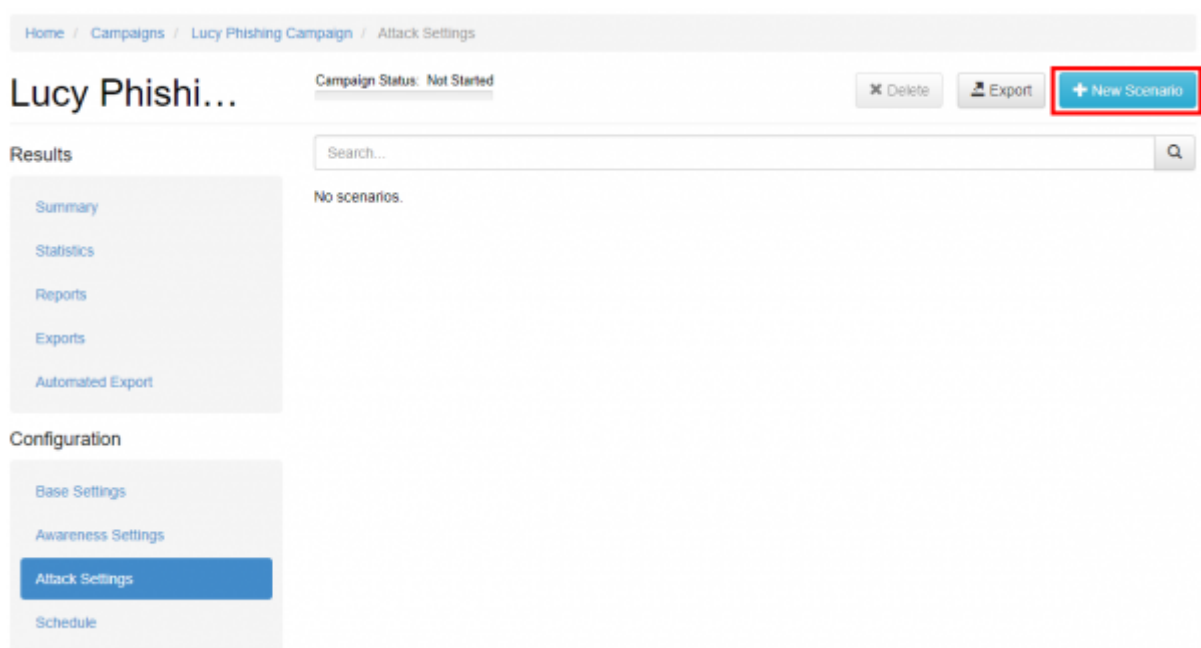 Home / Campaigns / Lucy Phishing Campaign / Attack Settings
Lucy Phishi...
Campaign Status: Not Started
Delete
Export
New Scenario
Results
Search...
Summary
No scenarios.
Statistics
Reports
Exports
Automated Export
Configuration
Base Settings
Awareness Settings
Attack Settings
Schedule